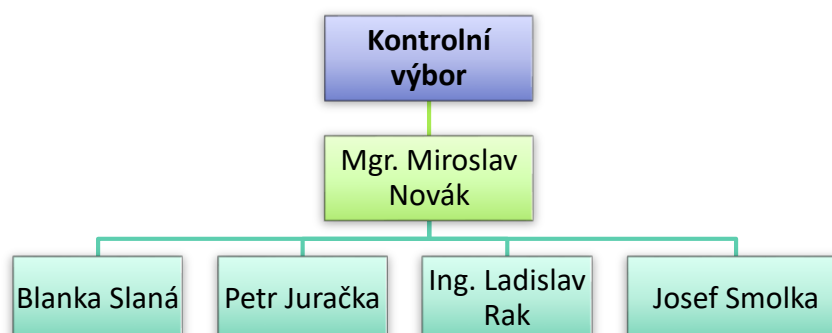 Kontrolní
výbor
Mgr. Miroslav
Novák
Blanka Slaná
Petr Juračka
Ing. Ladislav
Rak
Josef Smolka